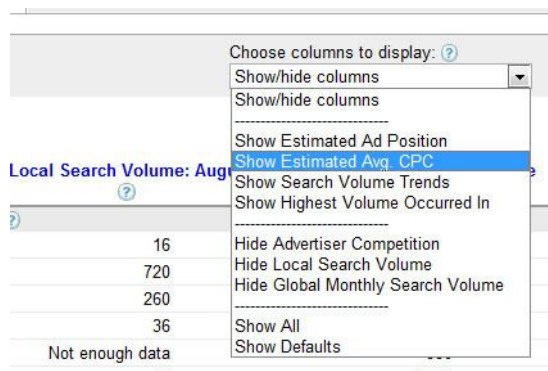 Choose columns to display: ?
Show/hide columns
Show/hide columns
------------------------------
Show Estimated Ad Position
Show Estimated Avg. CPC
Local Search Volume: Augu
Show Search Volume Trends
?
Show Highest Volume Occurred In
------------------------------
?
16
Hide Advertiser Competition
720
Hide Local Search Volume
260
Hide Global Monthly Search Volume
------------------------------
36
Show All
Not enough data
Show Defaults